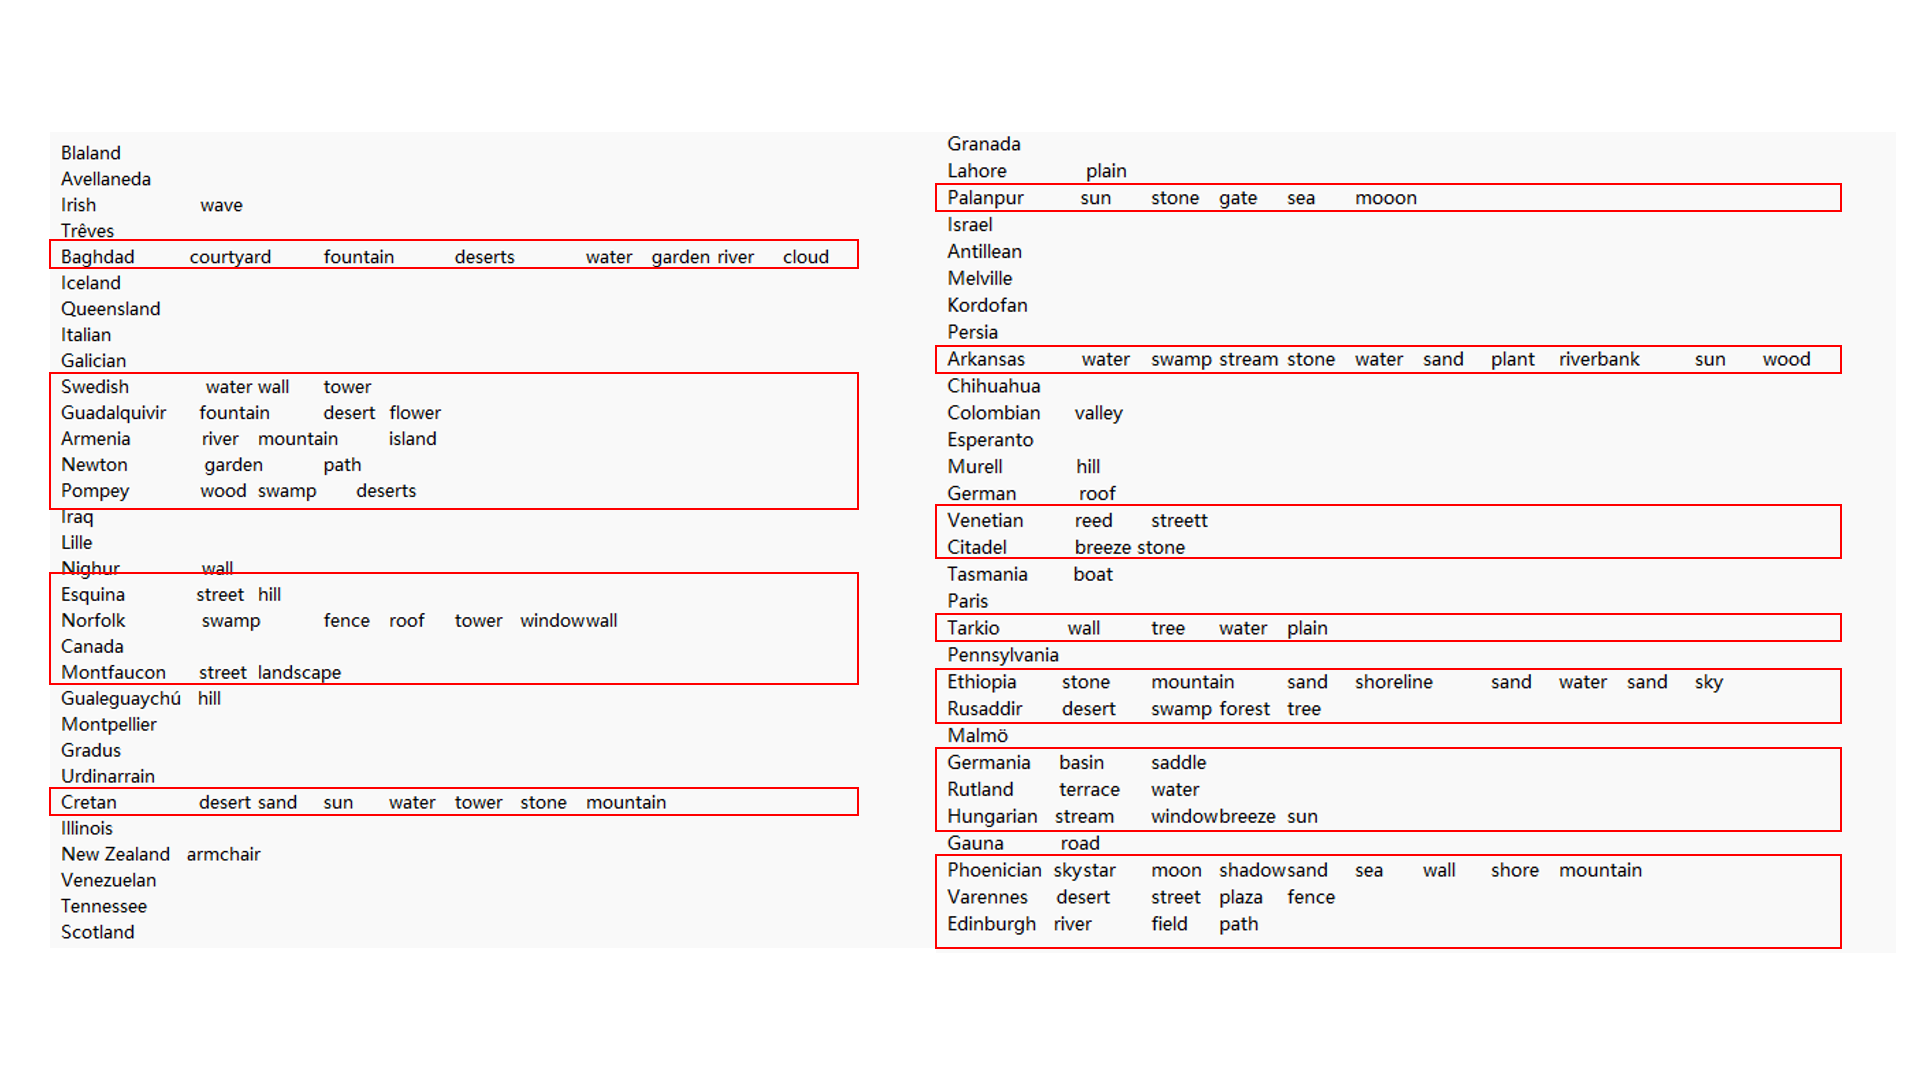 Blaland
Avellaneda
Irish wave
Trêves
Baghdad courtyard fountain deserts water garden river cloud
Iceland
Queensland
Italian
Galician
Swedish water wall tower
Guadalquivir fountain desert flower
Armenia river mountain island
Newton garden path
Pompey wood swamp deserts
Iraq
Lille
Nighur wall
Esquina street hill
Norfolk swamp fence roof tower windowwall
Canada
Montfaucon street landscape
Gualeguaychú hill
Montpellier
Gradus
Urdinarrain
Cretan desert sand sun water tower stone mountain
Illinois
New Zealand armchair
Venezuelan
Tennessee
Scotland
Granada
Lahore plain
Palanpur sun stone gate sea mooon
Israel
Antillean
Melville
Kordofan
Persia
Arkansas water swamp stream stone water sand plant riverbank sun wood
Chihuahua
Colombian valley
Esperanto
Murell hill
German roof
Venetian reed streett
Citadel breeze stone
Tasmania boat
Paris
Tarkio wall tree water plain
Pennsylvania
Ethiopia stone mountain sand shoreline sand water sand sky
Rusaddir desert swamp forest tree
Malmö
Germania basin saddle
Rutland terrace water
Hungarian stream windowbreeze sun
Gauna road
Phoenician skystar moon shadowsand sea wall shore mountain
Varennes desert street plaza fence
Edinburgh river field path